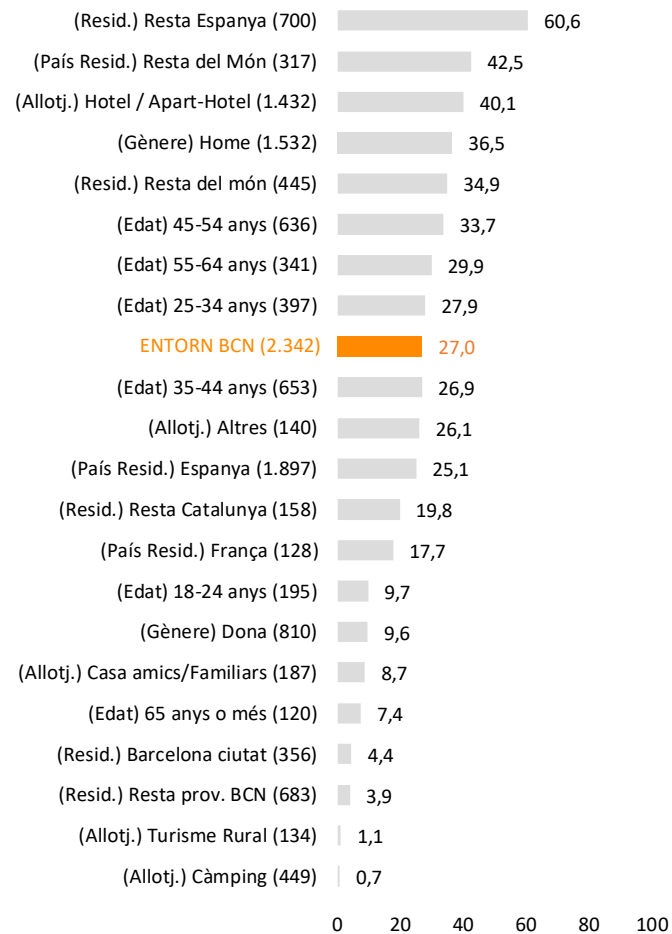 (Resid.) Resta Espanya (700) 60,6
(País Resid.) Resta del Món (317) 42,5
(Allotj.) Hotel / Apart-Hotel (1.432) 40,1
(Gènere) Home (1.532) 36,5
(Resid.) Resta del món (445) 34,9
(Edat) 45-54 anys (636) 33,7
(Edat) 55-64 anys (341) 29,9
(Edat) 25-34 anys (397) 27,9
ENTORN BCN (2.342) 27,0
(Edat) 35-44 anys (653) 26,9
(Allotj.) Altres (140) 26,1
(País Resid.) Espanya (1.897) 25,1
(Resid.) Resta Catalunya (158) 19,8
(País Resid.) França (128) 17,7
(Edat) 18-24 anys (195) 9,7
(Gènere) Dona (810) 9,6
(Allotj.) Casa amics/Familiars (187) 8,7
(Edat) 65 anys o més (120) 7,4
(Resid.) Barcelona ciutat (356) 4,4
(Resid.) Resta prov. BCN (683) 3,9
(Allotj.) Turisme Rural (134) 1,1
(Allotj.) Càmping (449) 0,7
0 20 40 60 80 100